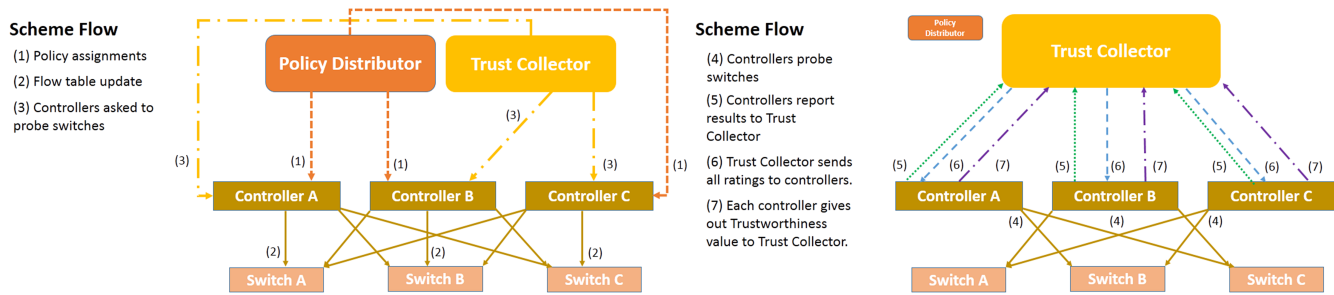 Scheme Flow
(1) Policy assignments
(2) Flow table update
(3) Controllers asked to
probe switches
Policy Distributor
Trust Collector
(3)
(3)
(1)
(1)
(3)
(1)
Controller A
Controller B
Controller C
(2)
(2)
(2)
Switch A
Switch B
Switch C
Scheme Flow
(4) Controllers probe
switches
(5) Controllers report
results to Trust
Collector
(6) Trust Collector sends
all ratings to controllers.
(7) Each controller gives
out Trustworthiness
value to Trust Collector.
Policy
Distributor
Trust Collector
(5)
(6)
(7)
(5)
(6)
(7)
(5)
(6)
(7)
Controller A
Controller B
Controller C
(4)
(4)
(4)
Switch A
Switch B
Switch C